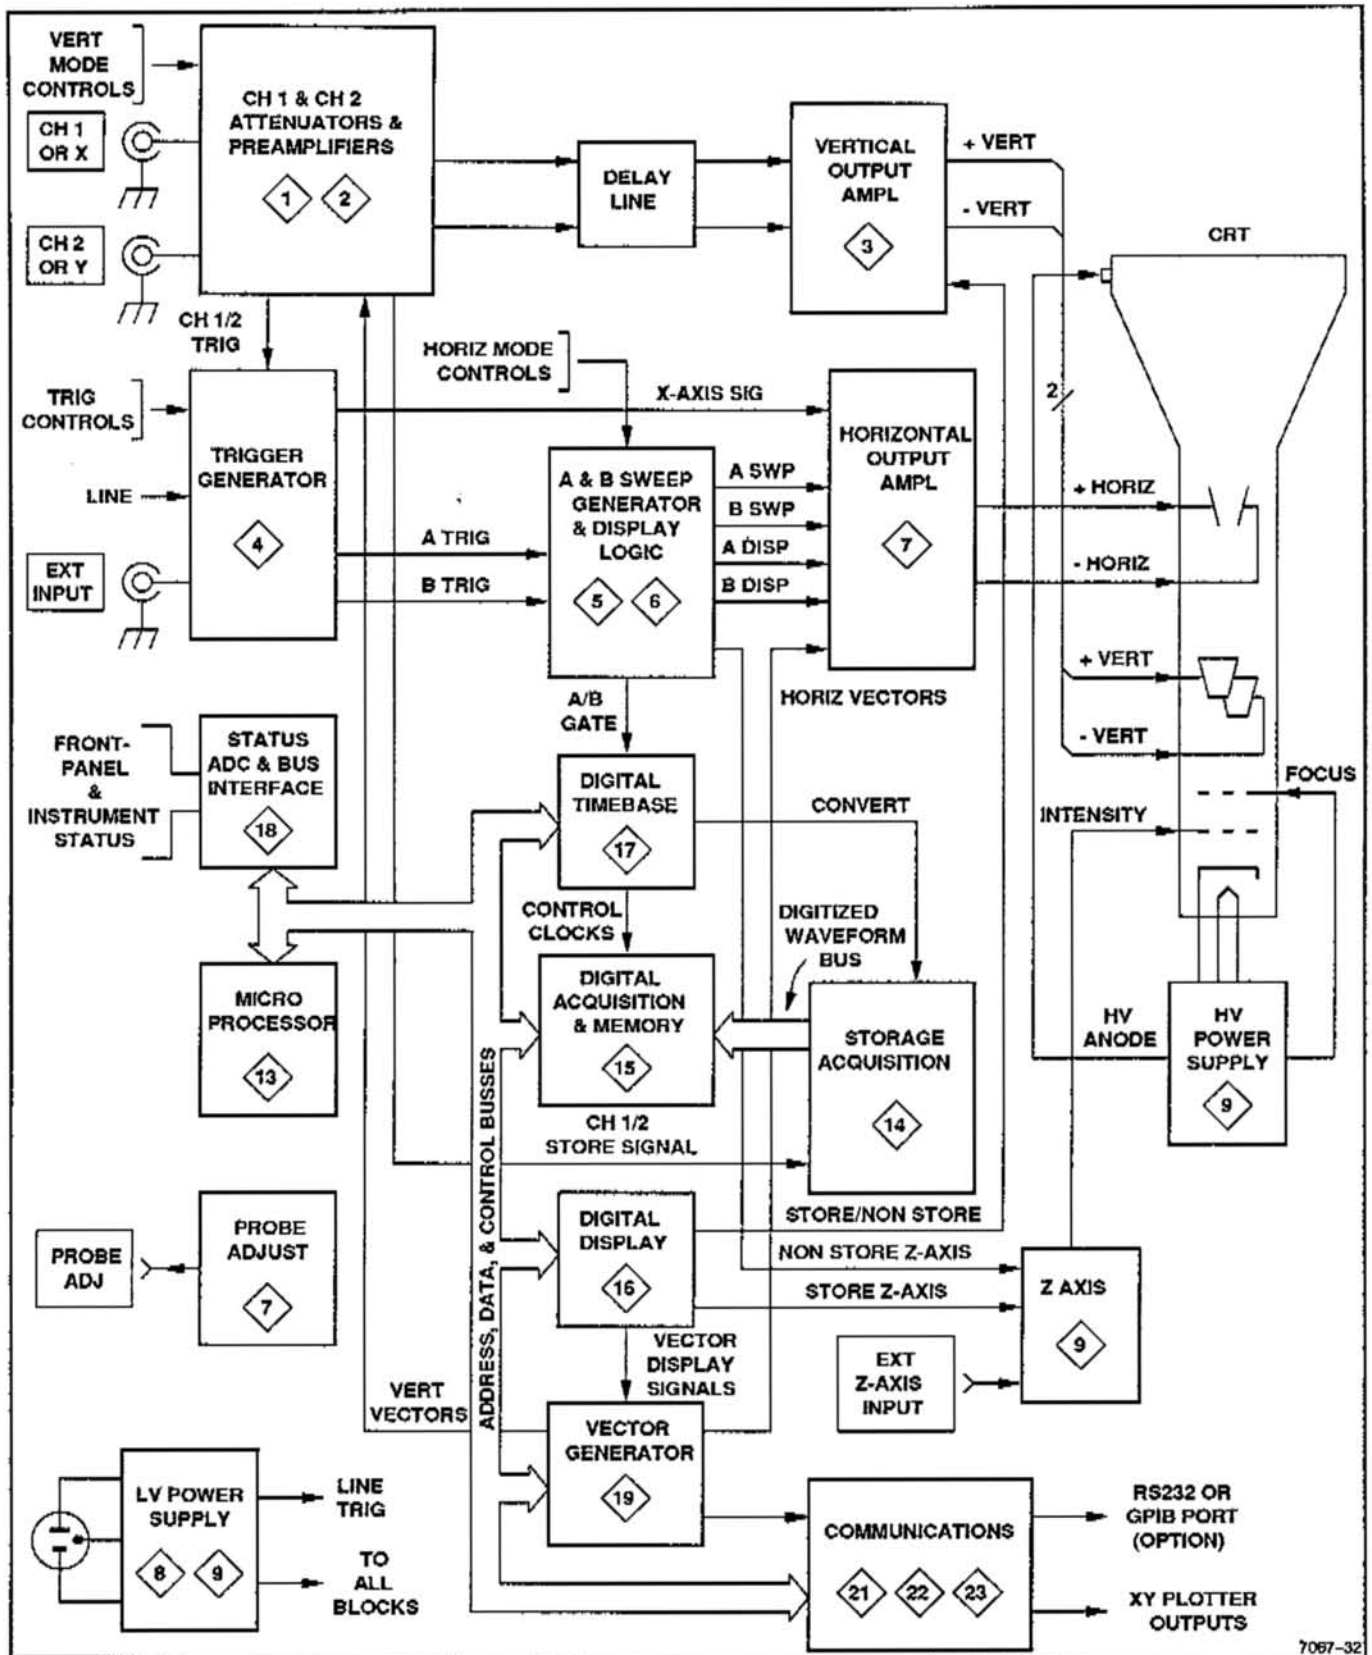 VERT
MODE
CONTROLS
CH 1
OR X
CH 2
OR Y
CH 1 & CH 2
ATTENUATORS &
PREAMPLIFIERS
1
2
DELAY
LINE
VERTICAL
OUTPUT
AMPL
3
+ VERT
- VERT
CRT
CH 1/2
TRIG
HORIZ MODE
CONTROLS
TRIG
CONTROLS
LINE
EXT
INPUT
TRIGGER
GENERATOR
4
X-AXIS SIG
A TRIG
B TRIG
A & B SWEEP
GENERATOR
& DISPLAY
LOGIC
5
6
A SWP
B SWP
A DISP
B DISP
HORIZONTAL
OUTPUT
AMPL
7
2
+ HORIZ
- HORIZ
+ VERT
- VERT
FOCUS
INTENSITY
A/B
GATE
HORIZ VECTORS
FRONT-
PANEL
&
INSTRUMENT
STATUS
STATUS
ADC & BUS
INTERFACE
18
DIGITAL
TIMEBASE
17
CONVERT
CONTROL
CLOCKS
DIGITIZED
WAVEFORM
BUS
MICRO
PROCESSOR
13
DIGITAL
ACQUISITION
& MEMORY
15
STORAGE
ACQUISITION
14
HV
ANODE
HV
POWER
SUPPLY
9
CH 1/2
STORE SIGNAL
ADDRESS, DATA, & CONTROL BUSSES
PROBE
ADJ
PROBE
ADJUST
7
DIGITAL
DISPLAY
16
STORE/NON STORE
NON STORE Z-AXIS
STORE Z-AXIS
Z AXIS
9
EXT
Z-AXIS
INPUT
VECTOR
DISPLAY
SIGNALS
VERT
VECTORS
VECTOR
GENERATOR
19
LV POWER
SUPPLY
8
9
LINE
TRIG
TO
ALL
BLOCKS
COMMUNICATIONS
21
22
23
RS232 OR
GPIB PORT
(OPTION)
XY PLOTTER
OUTPUTS
7067-32